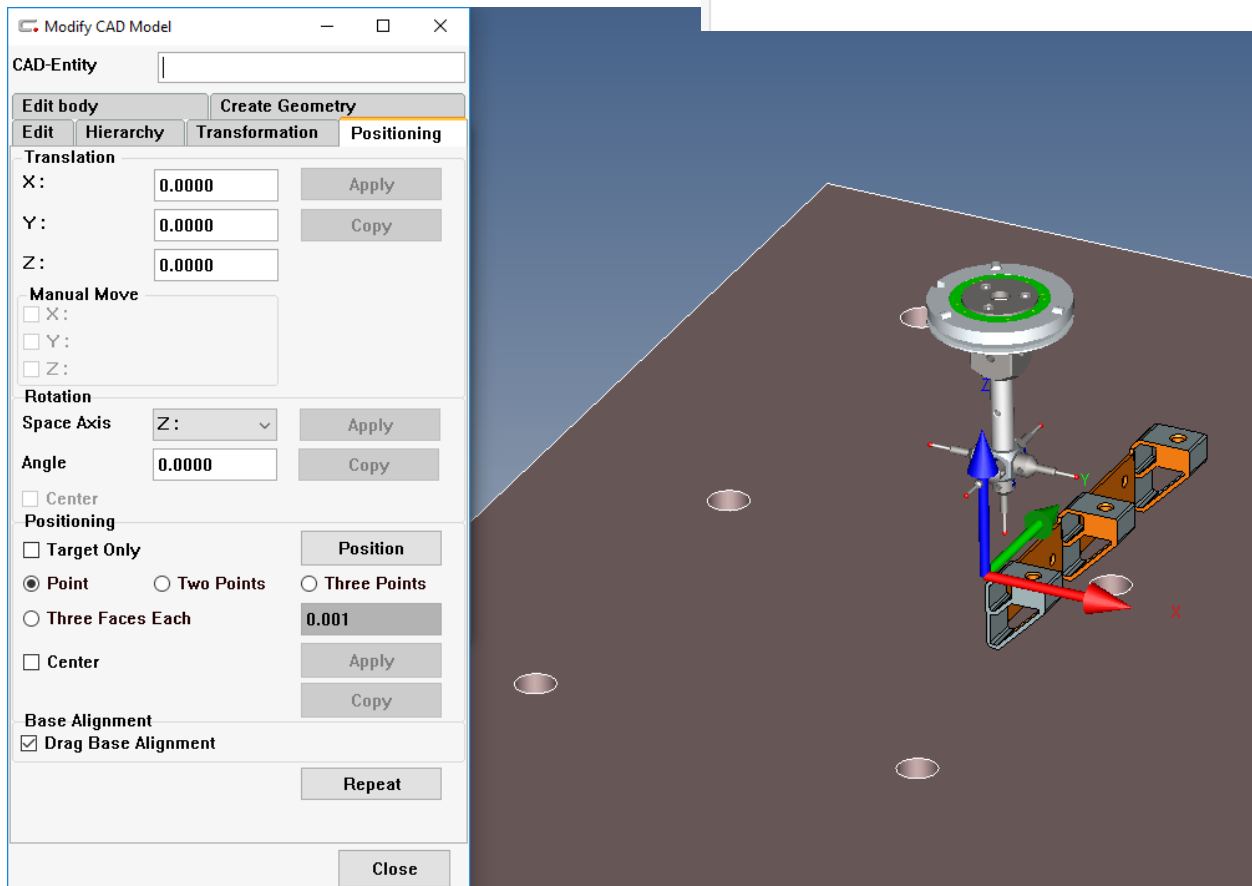 Modify CAD Model
CAD-Entity
Edit body Create Geometry
Edit Hierarchy Transformation Positioning
Translation
X: 0.0000 Apply
Y: 0.0000 Copy
Z: 0.0000
Manual Move
X:
Y:
Z:
Rotation
Space Axis Z: Apply
Angle 0.0000 Copy
Center
Positioning
Target Only Position
Point Two Points Three Points
Three Faces Each 0.001
Center Apply
Copy
Base Alignment
Drag Base Alignment
Repeat
Close
Z
Y
X